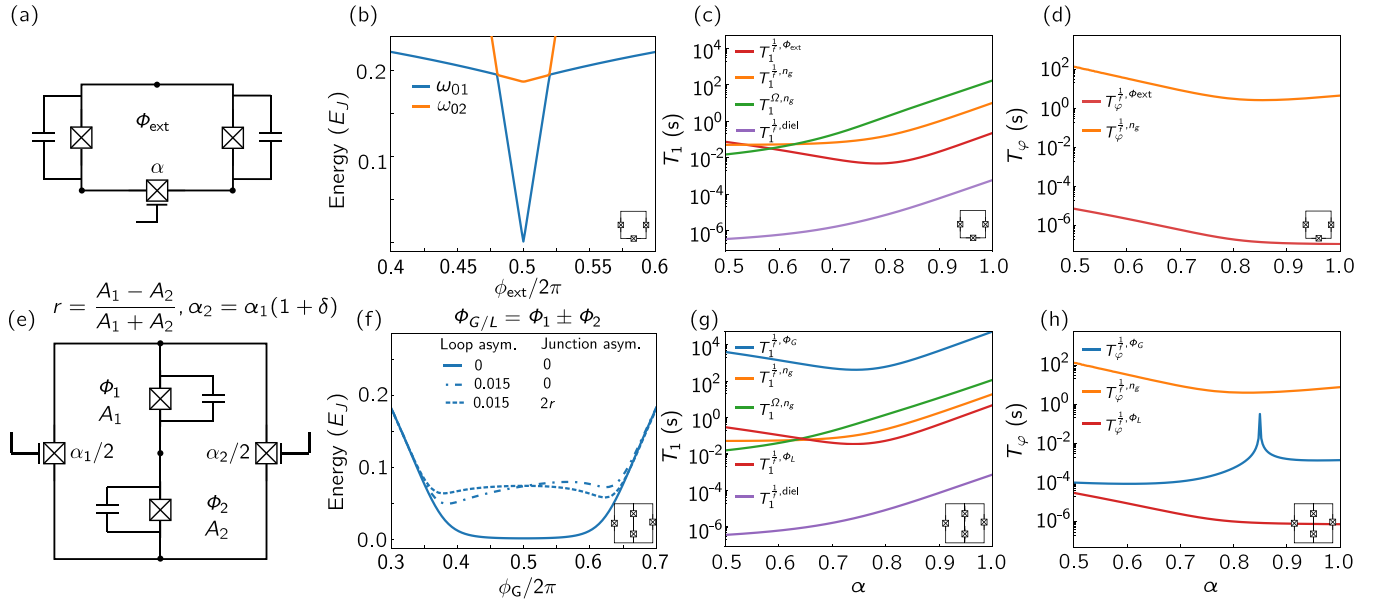 (a)
Φext
α
(b)
Energy (EJ)
0.2
0.1
ω01
ω02
0.4
0.45
0.5
0.55
0.6
ϕext/2π
(c)
T1 (s)
10^4
10^2
10^0
10^-2
10^-4
10^-6
T1^1/f,Φext
T1^1/f,ng
T1^Ω,ng
T1^1/f,diel
0.5
0.6
0.7
0.8
0.9
1.0
(d)
Tφ (s)
10^2
10^0
10^-2
10^-4
10^-6
Tφ^1/f,Φext
Tφ^1/f,ng
0.5
0.6
0.7
0.8
0.9
1.0
r = (A1 − A2)/(A1 + A2), α2 = α1(1 + δ)
(e)
Φ1
A1
α1/2
α2/2
Φ2
A2
(f)
ΦG/L = Φ1 ± Φ2
Loop asym. Junction asym.
0 0
0.015 0
0.015 2r
Energy (EJ)
0.2
0.1
0.0
0.3
0.4
0.5
0.6
0.7
ϕG/2π
(g)
T1 (s)
10^4
10^2
10^0
10^-2
10^-4
10^-6
T1^1/f,ΦG
T1^1/f,ng
T1^Ω,ng
T1^1/f,ΦL
T1^1/f,diel
0.5
0.6
0.7
0.8
0.9
1.0
α
(h)
Tφ (s)
10^2
10^0
10^-2
10^-4
10^-6
Tφ^1/f,ΦG
Tφ^1/f,ng
Tφ^1/f,ΦL
0.5
0.6
0.7
0.8
0.9
1.0
α